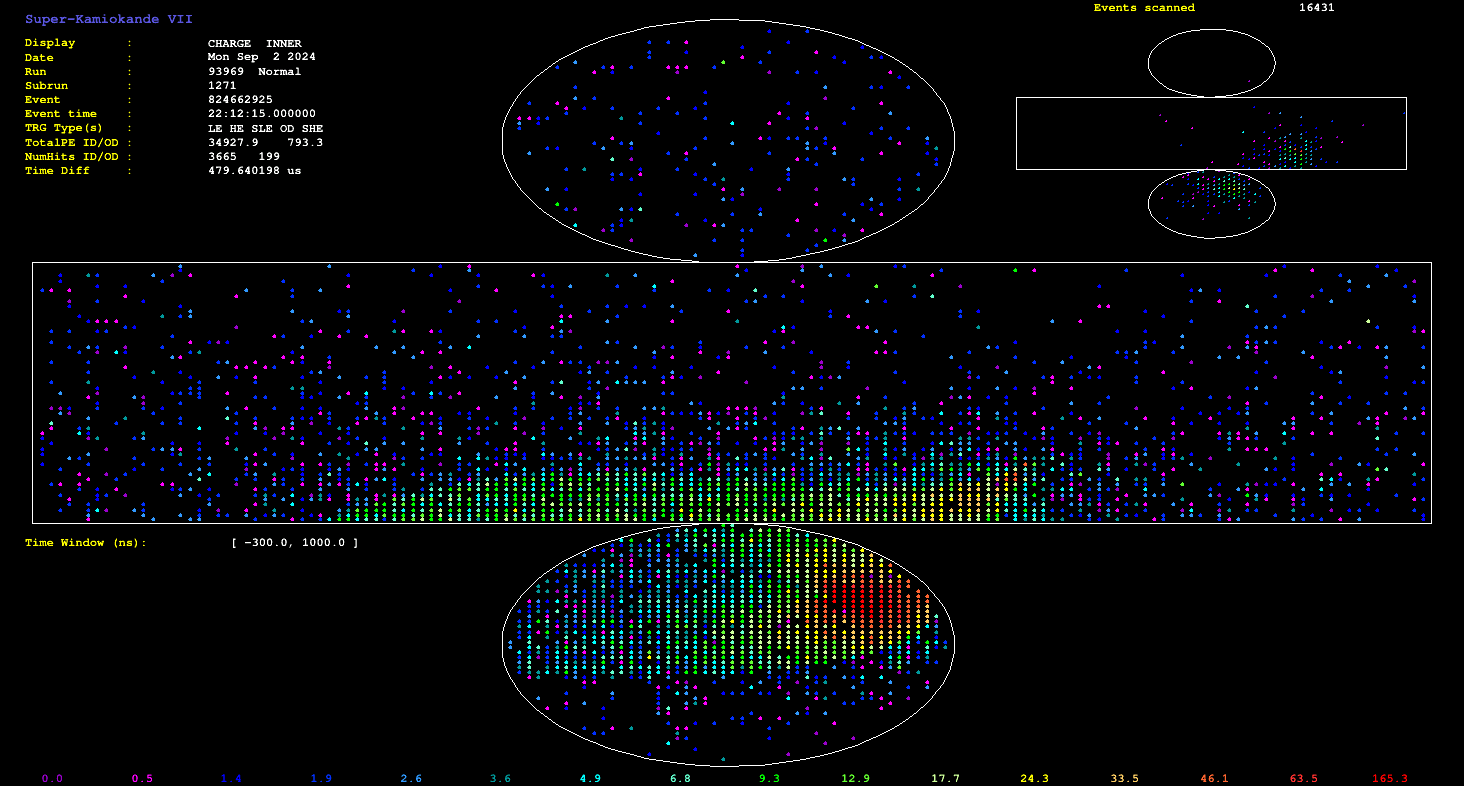 Super-Kamiokande VII
Events scanned 16431
Display : CHARGE INNER
Date : Mon Sep 2 2024
Run : 93969 Normal
Subrun : 1271
Event : 824662925
Event time : 22:12:15.000000
TRG Type(s) : LE HE SLE OD SHE
TotalPE ID/OD : 34927.9 793.3
NumHits ID/OD : 3665 199
Time Diff : 479.640198 us
Time Window (ns): [ -300.0, 1000.0 ]
0.0 0.5 1.4 1.9 2.6 3.6 4.9 6.8 9.3 12.9 17.7 24.3 33.5 46.1 63.5 165.3